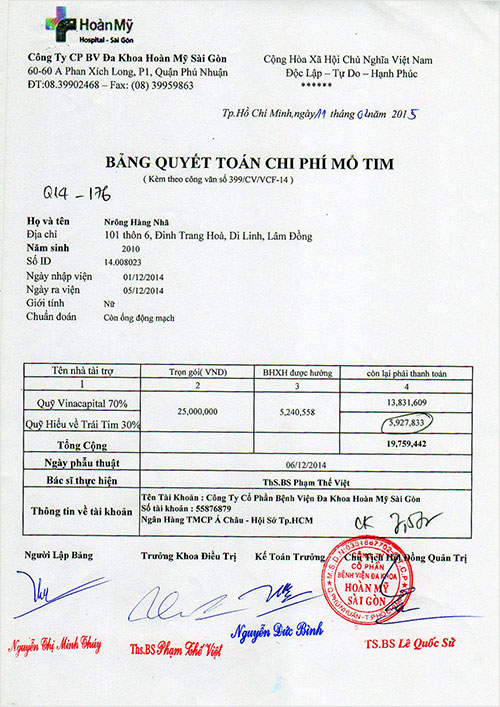 Hoàn Mỹ
Hospital - Sài Gòn
Công Ty CP BV Đa Khoa Hoàn Mỹ Sài Gòn
60-60 A Phan Xích Long, P1, Quận Phú Nhuận
ĐT:08.39902468 – Fax: (08) 39959863
Cộng Hòa Xã Hội Chủ Nghĩa Việt Nam
Độc Lập – Tự Do – Hạnh Phúc
******
Tp.Hồ Chí Minh,ngày 11 tháng 02 năm 2015
BẢNG QUYẾT TOÁN CHI PHÍ MỔ TIM
( Kèm theo công văn số 399/CV/VCF-14 )
Q14 - 176
Họ và tên Nrông Hàng Nhã
Địa chỉ 101 thôn 6, Đinh Trang Hoà, Di Linh, Lâm Đồng
Năm sinh 2010
Số ID 14.008023
Ngày nhập viện 01/12/2014
Ngày ra viện 05/12/2014
Giới tính Nữ
Chuẩn đoán Còn ống động mạch
Tên nhà tài trợ Trọn gói( VND) BHXH được hưởng còn lại phải thanh toán
1 2 3 4
Quỹ Vinacapital 70% 25,000,000 5,240,558 13,831,609
Quỹ Hiểu về Trái Tim 30% 5,927,833
Tổng Cộng 19,759,442
Ngày phẫu thuật 06/12/2014
Bác sĩ thực hiện ThS.BS Phạm Thế Việt
Thông tin về tài khoản
Tên Tài Khoản : Công Ty Cổ Phần Bệnh Viện Đa Khoa Hoàn Mỹ Sài Gòn
Số tài khoản : 55876879
Ngân Hàng TMCP Á Châu - Hội Sở Tp.HCM
CK
Người Lập Bảng Trưởng Khoa Điều Trị Kế Toán Trưởng Chủ Tịch Hội Đồng Quản Trị
CỔ PHẦN
BỆNH VIỆN ĐA KHOA
HOÀN MỸ
SÀI GÒN
Nguyễn Thị Minh Thúy Ths.BS Phạm Thế Việt Nguyễn Đức Bình TS.BS Lê Quốc Sử